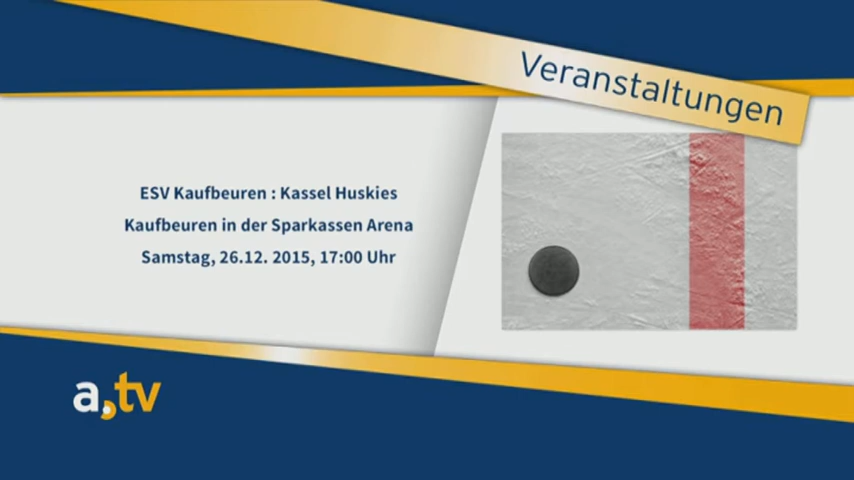 Veranstaltungen
ESV Kaufbeuren : Kassel Huskies
Kaufbeuren in der Sparkassen Arena
Samstag, 26.12. 2015, 17:00 Uhr
a.tv